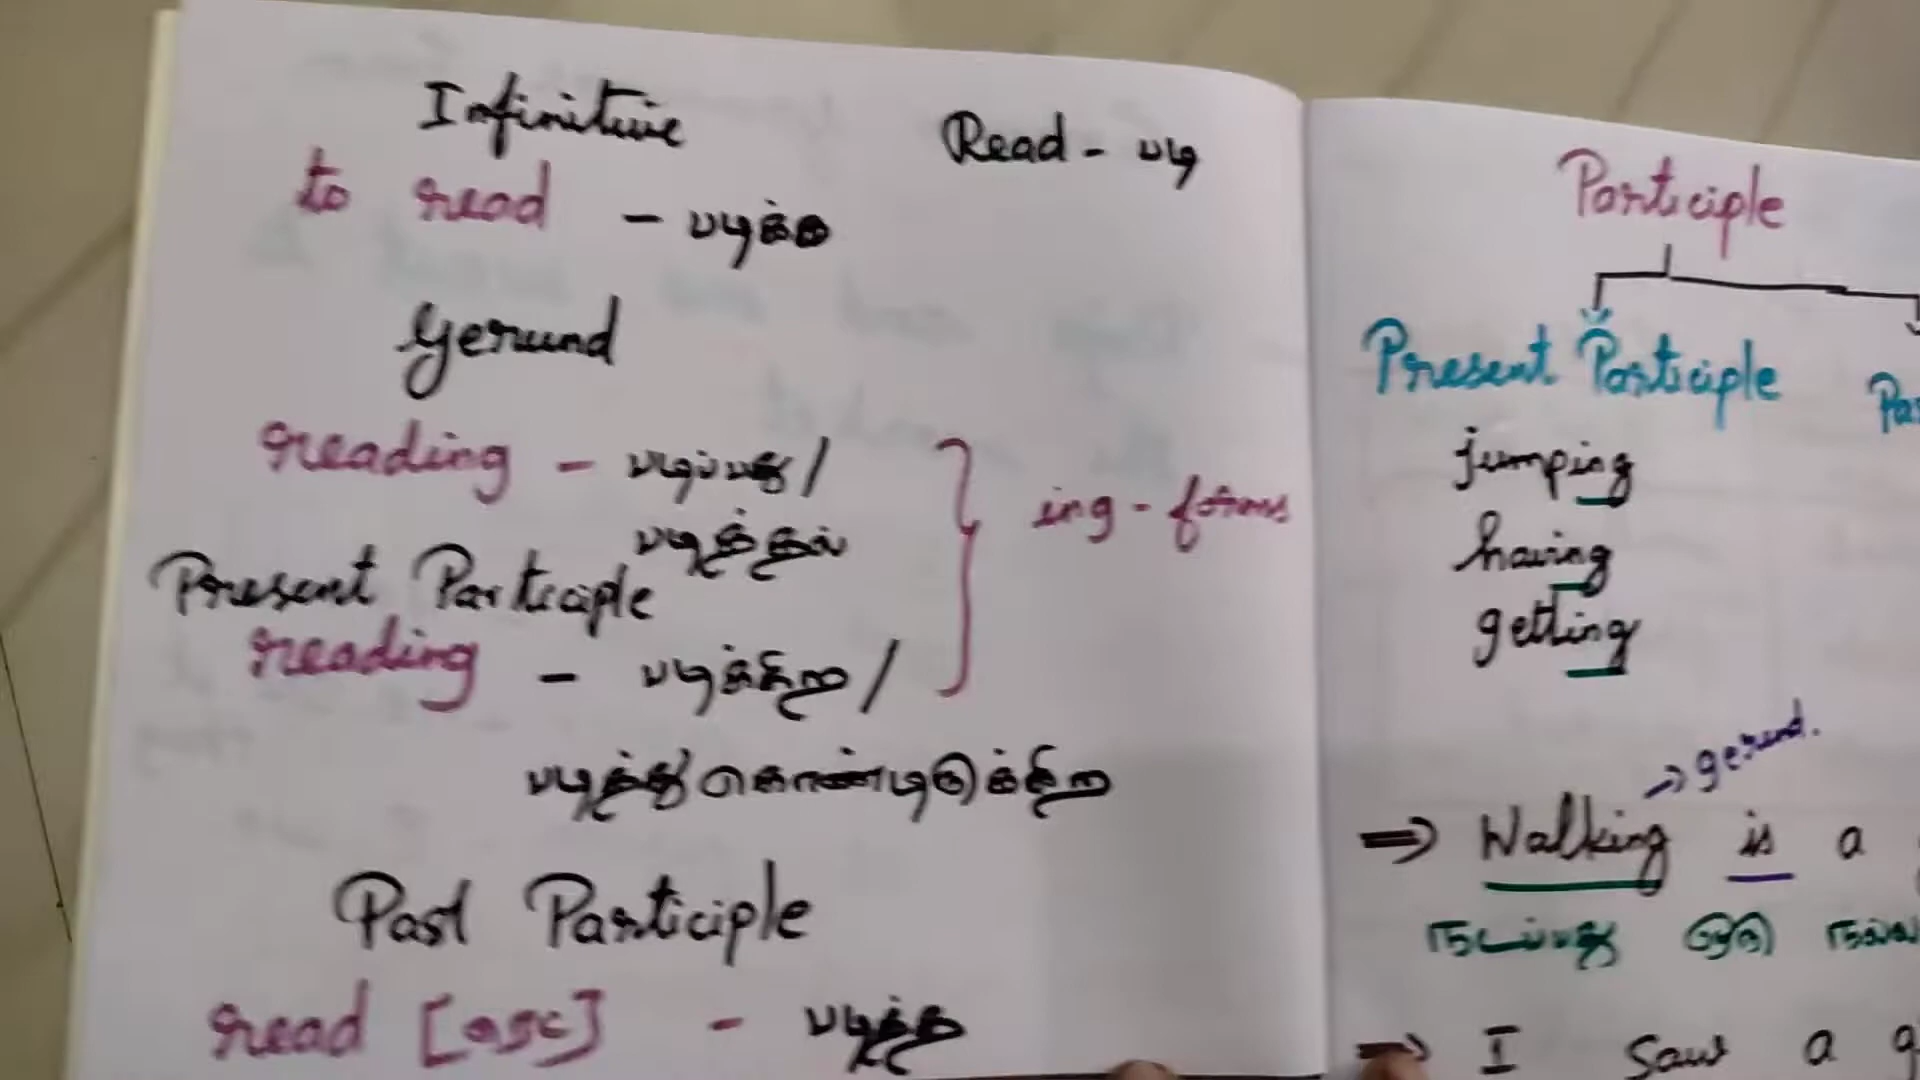 Infinitive
Read - படி
to read - படிக்க
Gerund
reading - படிப்பது /
படித்தல்
ing - forms
Present Participle
reading - படிக்கிற /
படித்து கொண்டிருக்கிற
Past Participle
read - படித்த
Participle
Present Participle
jumping
having
getting
→ gerund.
⇒ Walking is a
நடப்பது ஒரு
⇒ I saw a